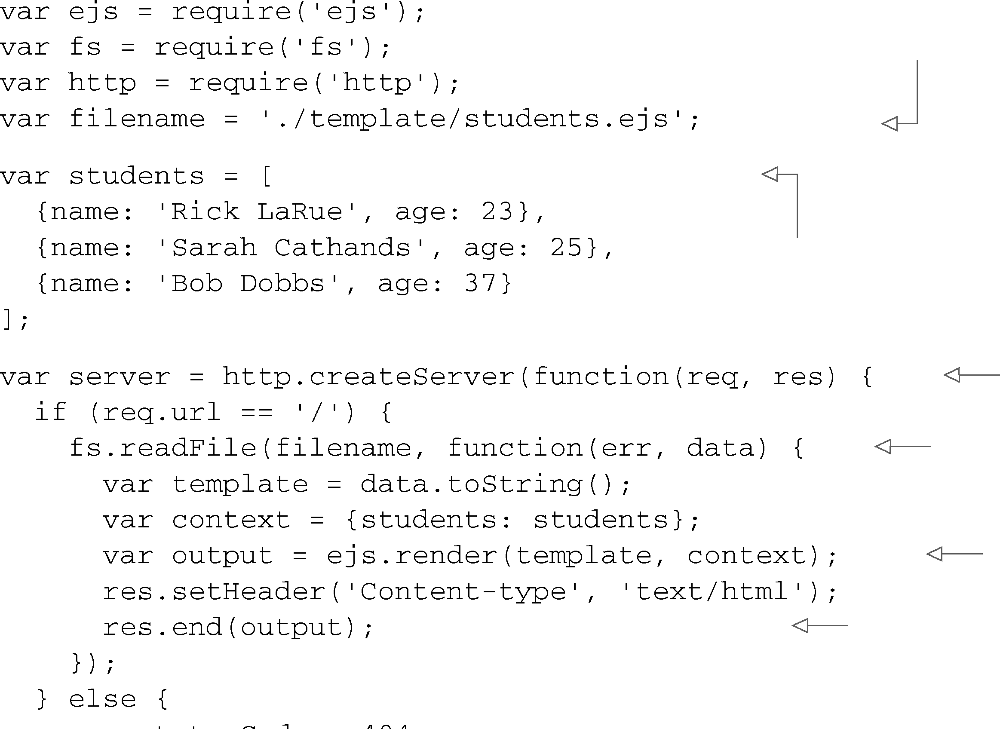 var ejs = require('ejs');
var fs = require('fs');
var http = require('http');
var filename = './template/students.ejs';
var students = [
  {name: 'Rick LaRue', age: 23},
  {name: 'Sarah Cathands', age: 25},
  {name: 'Bob Dobbs', age: 37}
];
var server = http.createServer(function(req, res) {
  if (req.url == '/') {
    fs.readFile(filename, function(err, data) {
      var template = data.toString();
      var context = {students: students};
      var output = ejs.render(template, context);
      res.setHeader('Content-type', 'text/html');
      res.end(output);
    });
  } else {